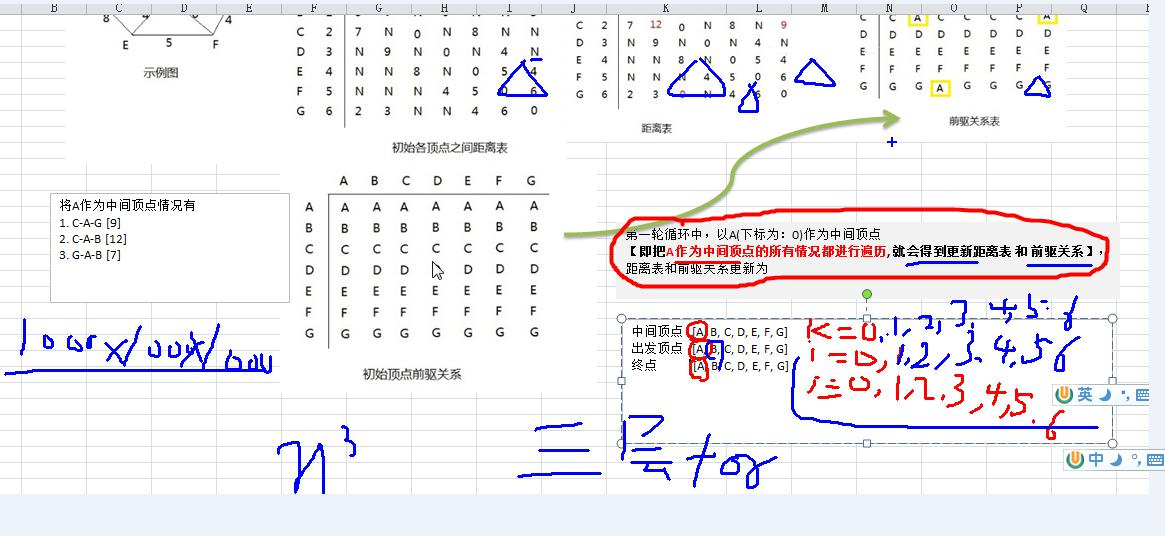 B C D E F G H I J K L M N O P Q R
8 4 4
E 5 F
示例图
C 2 7 N 0 N 8 N N
D 3 N 9 N 0 N 4 N
E 4 N N 8 N 0 5 4
F 5 N N N 4 5 0 6
G 6 2 3 N N 4 6 0
初始各顶点之间距离表
C 2 7 12 0 N 8 N 9
D 3 N 9 N 0 N 4 N
E 4 N N 8 N 0 5 4
F 5 N N N 4 5 0 6
G 6 2 3 9 N 4 6 0
距离表
C C A C C C C A
D D D D D D D
E E E E E E E
F F F F F F F
G G G A G G G G
前驱关系表
将A作为中间顶点情况有
1. C-A-G [9]
2. C-A-B [12]
3. G-A-B [7]
A B C D E F G
A A A A A A A A
B B B B B B B B
C C C C C C C C
D D D D D D D D
E E E E E E E E
F F F F F F F F
G G G G G G G G
初始顶点前驱关系
第一轮循环中，以A(下标为：0)作为中间顶点
【即把A作为中间顶点的所有情况都进行遍历,就会得到更新距离表 和 前驱关系】，
距离表和前驱关系更新为
中间顶点 [A, B, C, D, E, F, G]
出发顶点 [A, B, C, D, E, F, G]
终点 [A, B, C, D, E, F, G]
k=0,1,2,3,4,5,6
i=0,1,2,3,4,5,6
j=0,1,2,3,4,5.6
1000×1000×1000
n³
三层for
英
中